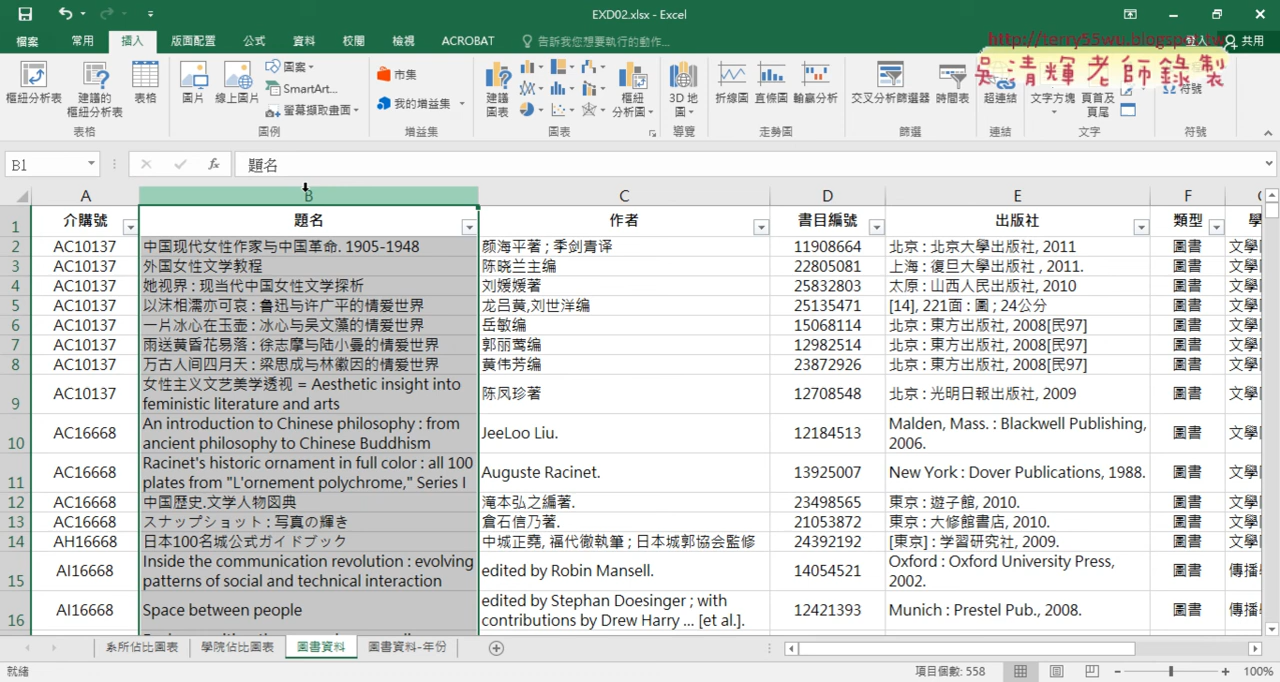 EXD02.xlsx - Excel
http://terry55wu.blogspot.tw
吳清輝老師錄製
檔案 常用 插入 版面配置 公式 資料 校閱 檢視 ACROBAT 告訴我您想要執行的動作... 登入 共用
樞紐分析表 建議的樞紐分析表 表格 圖片 線上圖片 圖案 SmartArt... 螢幕擷取畫面 市集 我的增益集 建議圖表 樞紐分析圖 3D 地圖 折線圖 直條圖 輸贏分析 交叉分析篩選器 時間表 超連結 文字方塊 頁首及頁尾 符號
表格 圖例 增益集 圖表 導覽 走勢圖 篩選 連結 文字 符號
B1 fx 題名
A B C D E F
1 介購號 題名 作者 書目編號 出版社 類型 學
2 AC10137 中国现代女性作家与中国革命. 1905-1948 颜海平著 ; 季剑青译 11908664 北京 : 北京大學出版社, 2011 圖書 文學
3 AC10137 外国女性文学教程 陈晓兰主编 22805081 上海 : 復旦大學出版社 , 2011. 圖書 文學
4 AC10137 她视界 : 现当代中国女性文学探析 刘媛媛著 25832803 太原 : 山西人民出版社, 2010 圖書 文學
5 AC10137 以沫相濡亦可哀 : 鲁迅与许广平的情爱世界 龙吕黄,刘世洋编 25135471 [14], 221面 : 圖 ; 24公分 圖書 文學
6 AC10137 一片冰心在玉壶 : 冰心与吴文藻的情爱世界 岳敏编 15068114 北京 : 東方出版社, 2008[民97] 圖書 文學
7 AC10137 雨送黄昏花易落 : 徐志摩与陆小曼的情爱世界 郭丽莺编 12982514 北京 : 東方出版社, 2008[民97] 圖書 文學
8 AC10137 万古人间四月天 : 梁思成与林徽因的情爱世界 黄伟芳编 23872926 北京 : 東方出版社, 2008[民97] 圖書 文學
9 AC10137 女性主义文艺美学透视 = Aesthetic insight into feministic literature and arts 陈凤珍著 12708548 北京 : 光明日報出版社, 2009 圖書 文學
10 AC16668 An introduction to Chinese philosophy : from ancient philosophy to Chinese Buddhism JeeLoo Liu. 12184513 Malden, Mass. : Blackwell Publishing, 2006. 圖書 文學
11 AC16668 Racinet's historic ornament in full color : all 100 plates from "L'ornement polychrome," Series I Auguste Racinet. 13925007 New York : Dover Publications, 1988. 圖書 文學
12 AC16668 中国歴史.文学人物図典 滝本弘之編著. 23498565 東京 : 遊子館, 2010. 圖書 文學
13 AC16668 スナップショット : 写真の輝き 倉石信乃著. 21053872 東京 : 大修館書店, 2010. 圖書 文學
14 AH16668 日本100名城公式ガイドブック 中城正堯, 福代徹執筆 ; 日本城郭協会監修 24392192 [東京] : 学習研究社, 2009. 圖書 文學
15 AI16668 Inside the communication revolution : evolving patterns of social and technical interaction edited by Robin Mansell. 14054521 Oxford : Oxford University Press, 2002. 圖書 傳播
16 AI16668 Space between people edited by Stephan Doesinger ; with contributions by Drew Harry ... [et al.]. 12421393 Munich : Prestel Pub., 2008. 圖書 傳播
系所佔比圖表 學院佔比圖表 圖書資料 圖書資料-年份
就緒 項目個數: 558 100%